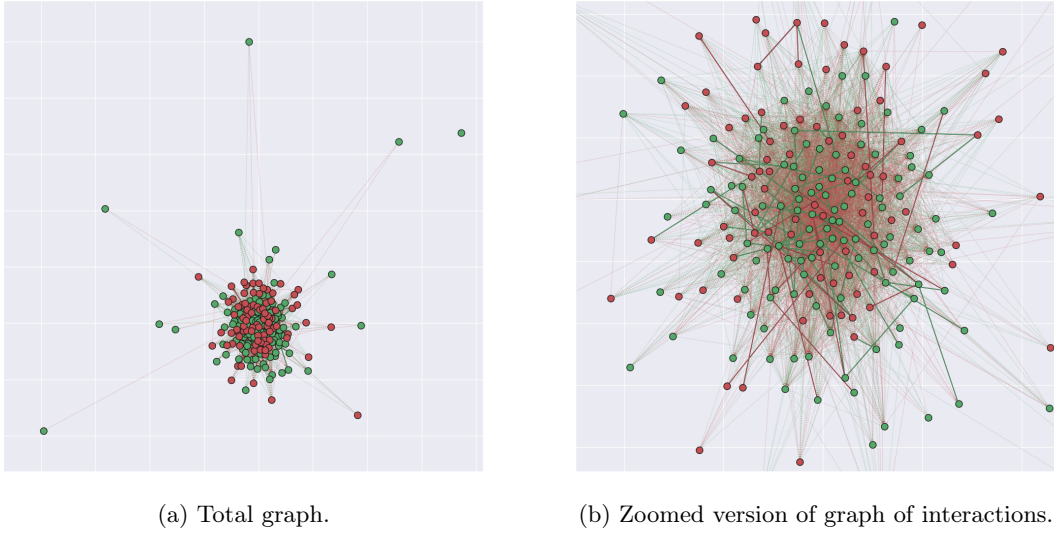 (a) Total graph.
(b) Zoomed version of graph of interactions.